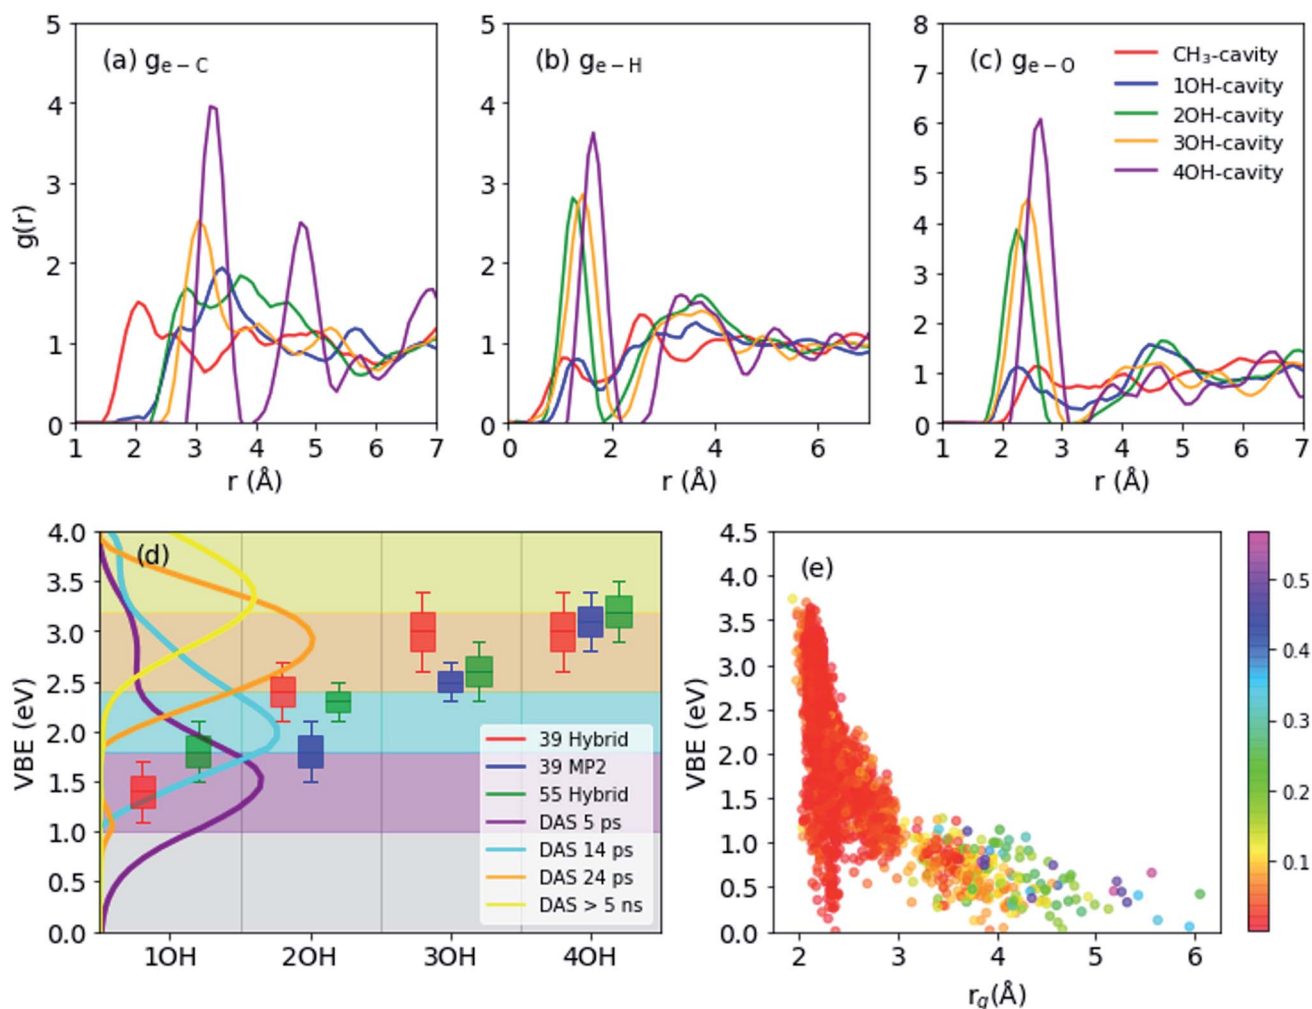 (a) g e – C
g(r)
5
4
3
2
1
0
1 2 3 4 5 6 7
r (Å)
(b) g e – H
5
4
3
2
1
0
0 2 4 6
r (Å)
(c) g e – O
8
7
6
5
4
3
2
1
0
1 2 3 4 5 6 7
r (Å)
CH₃-cavity
1OH-cavity
2OH-cavity
3OH-cavity
4OH-cavity
(d)
VBE (eV)
4.0
3.5
3.0
2.5
2.0
1.5
1.0
0.5
0.0
1OH 2OH 3OH 4OH
39 Hybrid
39 MP2
55 Hybrid
DAS 5 ps
DAS 14 ps
DAS 24 ps
DAS > 5 ns
(e)
VBE (eV)
4.5
4.0
3.5
3.0
2.5
2.0
1.5
1.0
0.5
0.0
2 3 4 5 6
r g (Å)
0.5
0.4
0.3
0.2
0.1